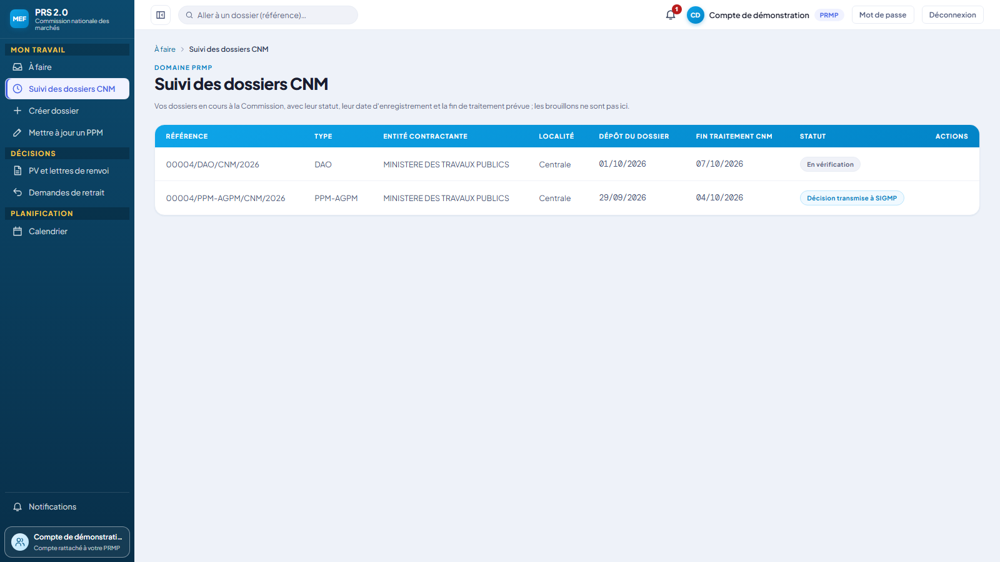 MEF
PRS 2.0
Commission nationale des
marchés
MON TRAVAIL
À faire
Suivi des dossiers CNM
Créer dossier
Mettre à jour un PPM
DÉCISIONS
PV et lettres de renvoi
Demandes de retrait
PLANIFICATION
Calendrier
Notifications
Compte de démonstrati...
Compte rattaché à votre PRMP
Aller à un dossier (référence)...
1
CD Compte de démonstration PRMP Mot de passe Déconnexion
À faire > Suivi des dossiers CNM
DOMAINE PRMP
Suivi des dossiers CNM
Vos dossiers en cours à la Commission, avec leur statut, leur date d'enregistrement et la fin de traitement prévue ; les brouillons ne sont pas ici.
RÉFÉRENCE TYPE ENTITÉ CONTRACTANTE LOCALITÉ DÉPÔT DU DOSSIER FIN TRAITEMENT CNM STATUT ACTIONS
00004/DAO/CNM/2026 DAO MINISTERE DES TRAVAUX PUBLICS Centrale 01/10/2026 07/10/2026 En vérification
00004/PPM-AGPM/CNM/2026 PPM-AGPM MINISTERE DES TRAVAUX PUBLICS Centrale 29/09/2026 04/10/2026 Décision transmise à SIGMP